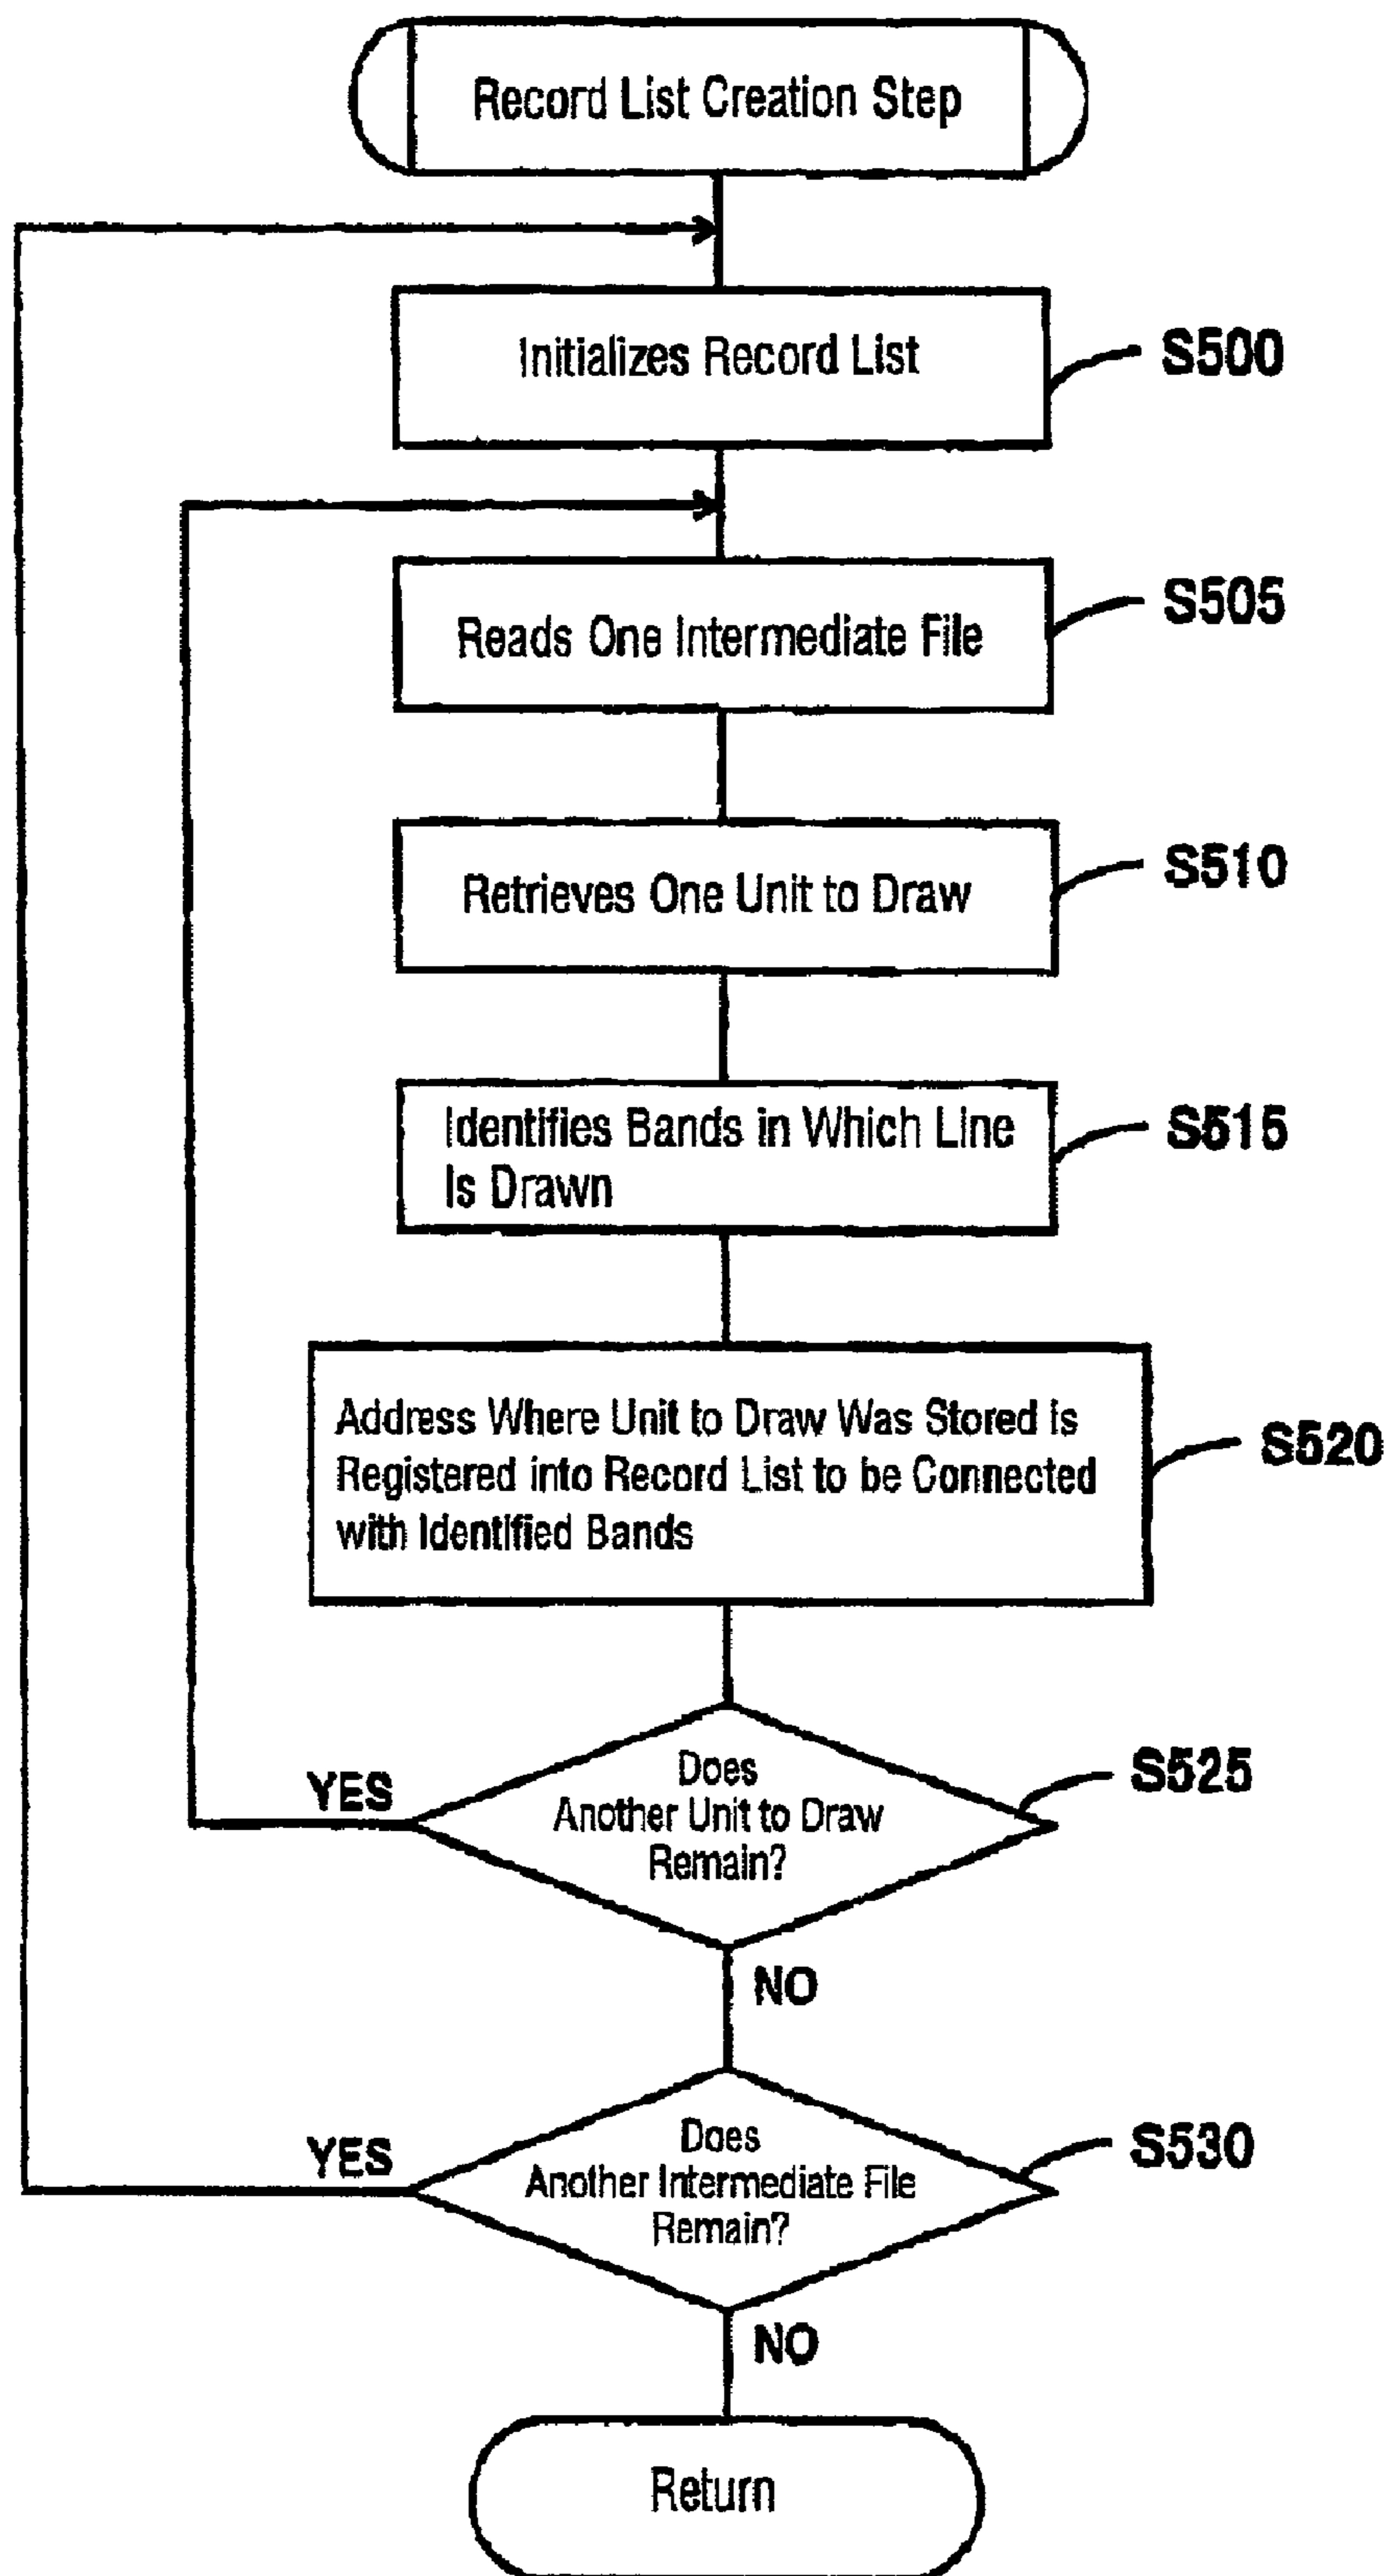 Record List Creation Step
Initializes Record List
S500
Reads One Intermediate File
S505
Retrieves One Unit to Draw
S510
Identifies Bands in Which Line
Is Drawn
S515
Address Where Unit to Draw Was Stored is
Registered into Record List to be Connected
with Identified Bands
S520
Does
Another Unit to Draw
Remain?
S525
YES
NO
Does
Another Intermediate File
Remain?
S530
YES
NO
Return